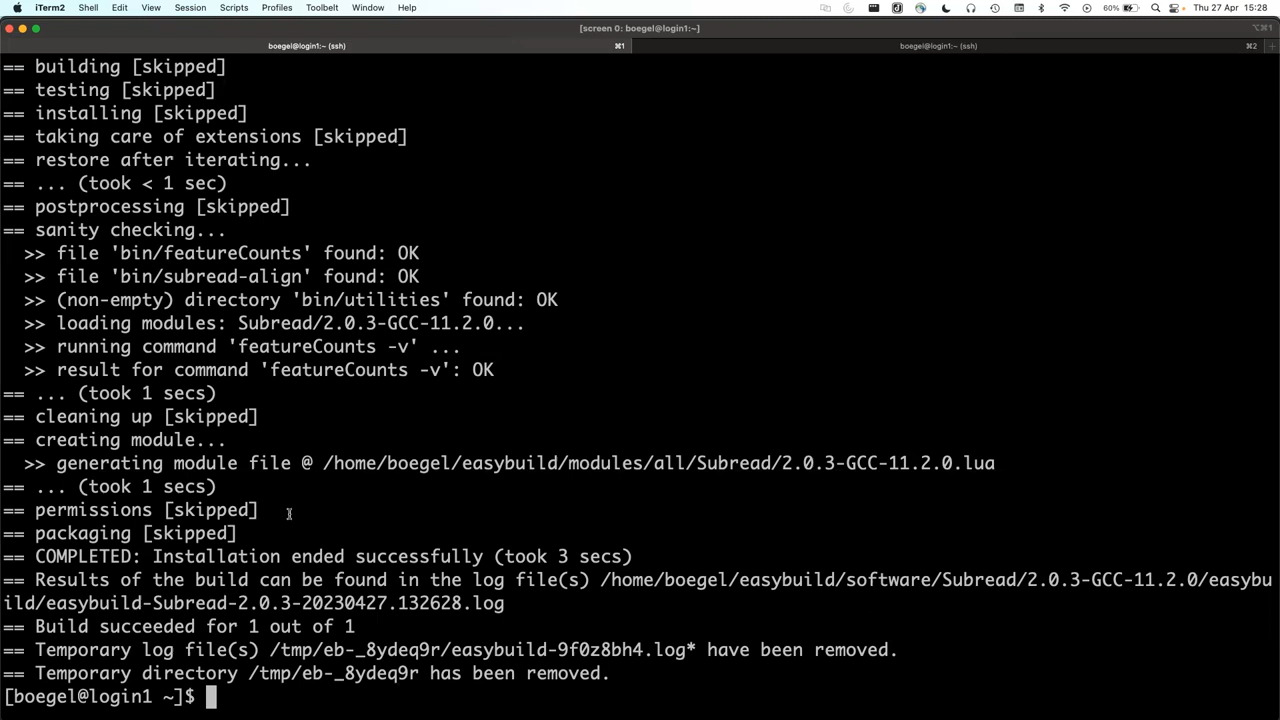 iTerm2 Shell Edit View Session Scripts Profiles Toolbelt Window Help 60% Thu 27 Apr 15:28
[screen 0: boegel@login1:~] ⌥⌘1
boegel@login1:~ (ssh) ⌘1 boegel@login1:~ (ssh) ⌘2 +
== building [skipped]
== testing [skipped]
== installing [skipped]
== taking care of extensions [skipped]
== restore after iterating...
== ... (took < 1 sec)
== postprocessing [skipped]
== sanity checking...
  >> file 'bin/featureCounts' found: OK
  >> file 'bin/subread-align' found: OK
  >> (non-empty) directory 'bin/utilities' found: OK
  >> loading modules: Subread/2.0.3-GCC-11.2.0...
  >> running command 'featureCounts -v' ...
  >> result for command 'featureCounts -v': OK
== ... (took 1 secs)
== cleaning up [skipped]
== creating module...
  >> generating module file @ /home/boegel/easybuild/modules/all/Subread/2.0.3-GCC-11.2.0.lua
== ... (took 1 secs)
== permissions [skipped]
== packaging [skipped]
== COMPLETED: Installation ended successfully (took 3 secs)
== Results of the build can be found in the log file(s) /home/boegel/easybuild/software/Subread/2.0.3-GCC-11.2.0/easybu
ild/easybuild-Subread-2.0.3-20230427.132628.log
== Build succeeded for 1 out of 1
== Temporary log file(s) /tmp/eb-_8ydeq9r/easybuild-9f0z8bh4.log* have been removed.
== Temporary directory /tmp/eb-_8ydeq9r has been removed.
[boegel@login1 ~]$